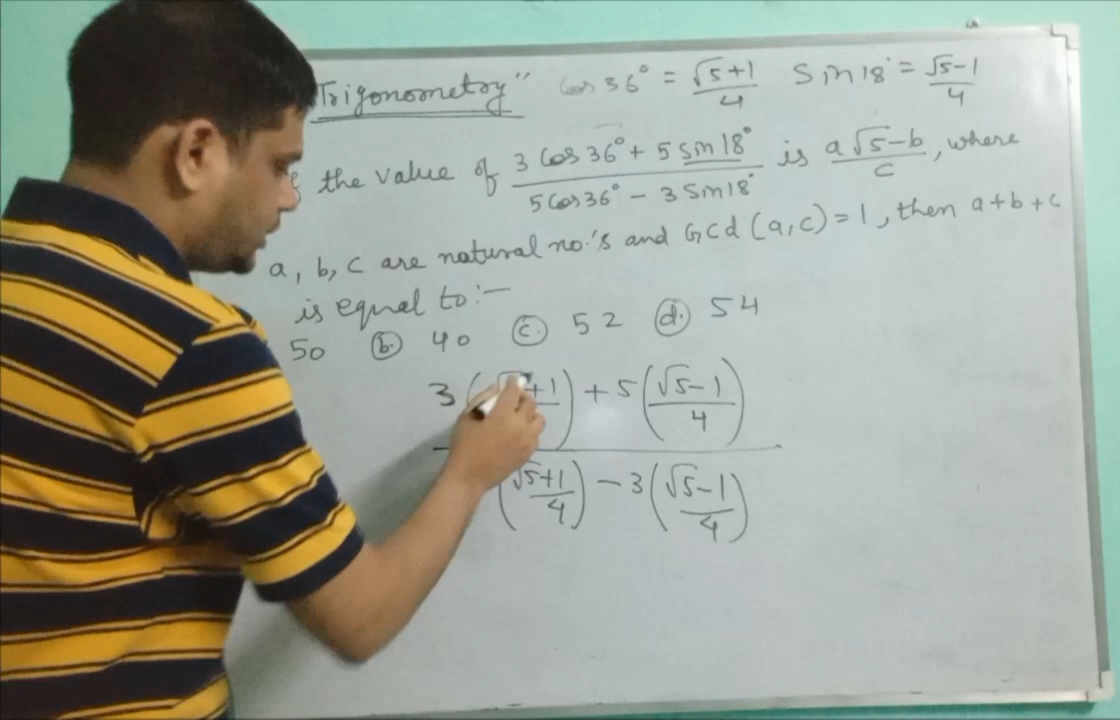 Trigonometry" Cos 36° = (√5+1)/4 Sin 18° = (√5-1)/4
the value of (3 Cos 36° + 5 sin 18°)/(5 Cos 36° - 3 Sin 18°) is (a√5-b)/c, where
a, b, c are natural no.'s and Gcd (a,c) = 1, then a+b+c
is equal to :-
50 (b.) 40 (c.) 52 (d.) 54
3 +1 ) + 5 ((√5-1)/4)
((√5+1)/4) - 3 ((√5-1)/4)